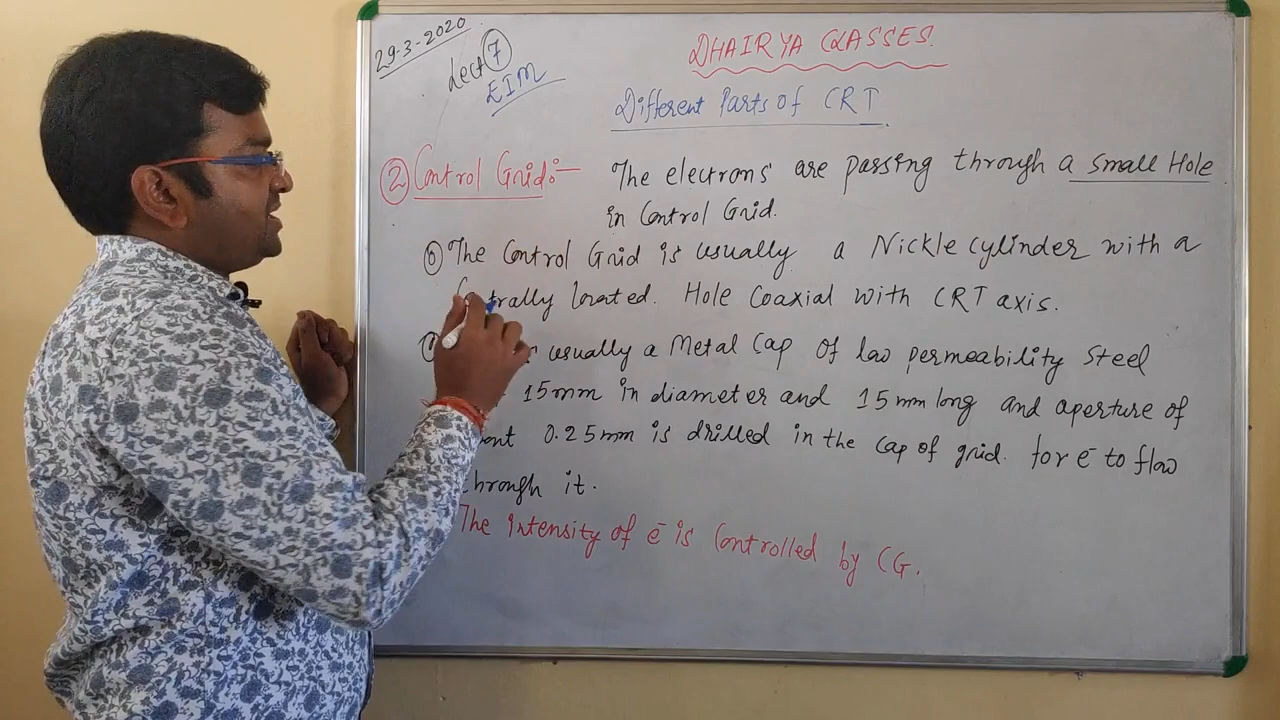 29-3-2020
Lect 7
EIM
DHAIRYA CLASSES.
Different Parts of CRT
② Control Grid:- The electrons are passing through a small Hole
in Control Grid.
The Control Grid is usually a Nickle cylinder with a
located. Hole Coaxial with CRT axis.
usually a Metal Cap of low permeability Steel
15mm in diameter and 15 mm long and aperture of
0.25mm is drilled in the cap of grid. for e- to flow
through it.
The intensity of e- is Controlled by CG.